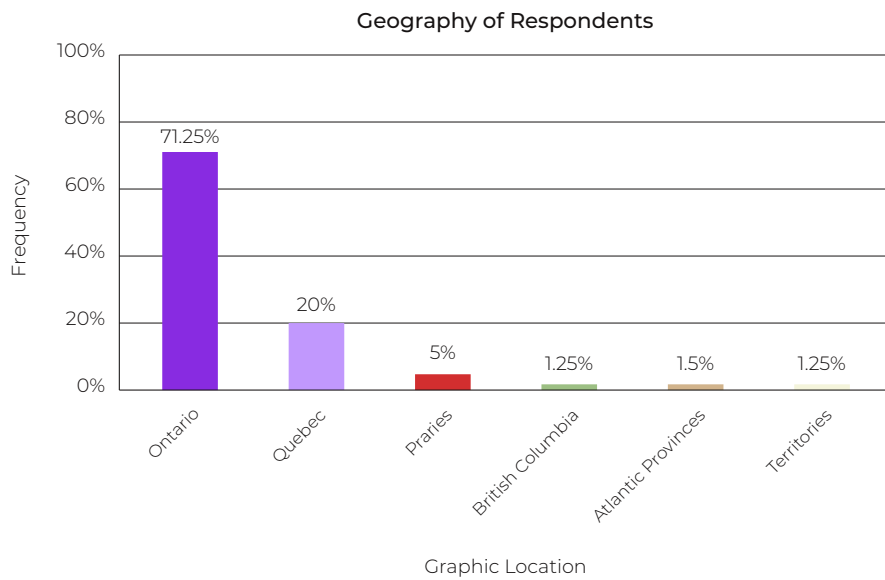 Geography of Respondents
100%
80%
60%
40%
20%
0%
Frequency
71.25%
20%
5%
1.25%
1.5%
1.25%
Ontario
Quebec
Praries
British Columbia
Atlantic Provinces
Territories
Graphic Location